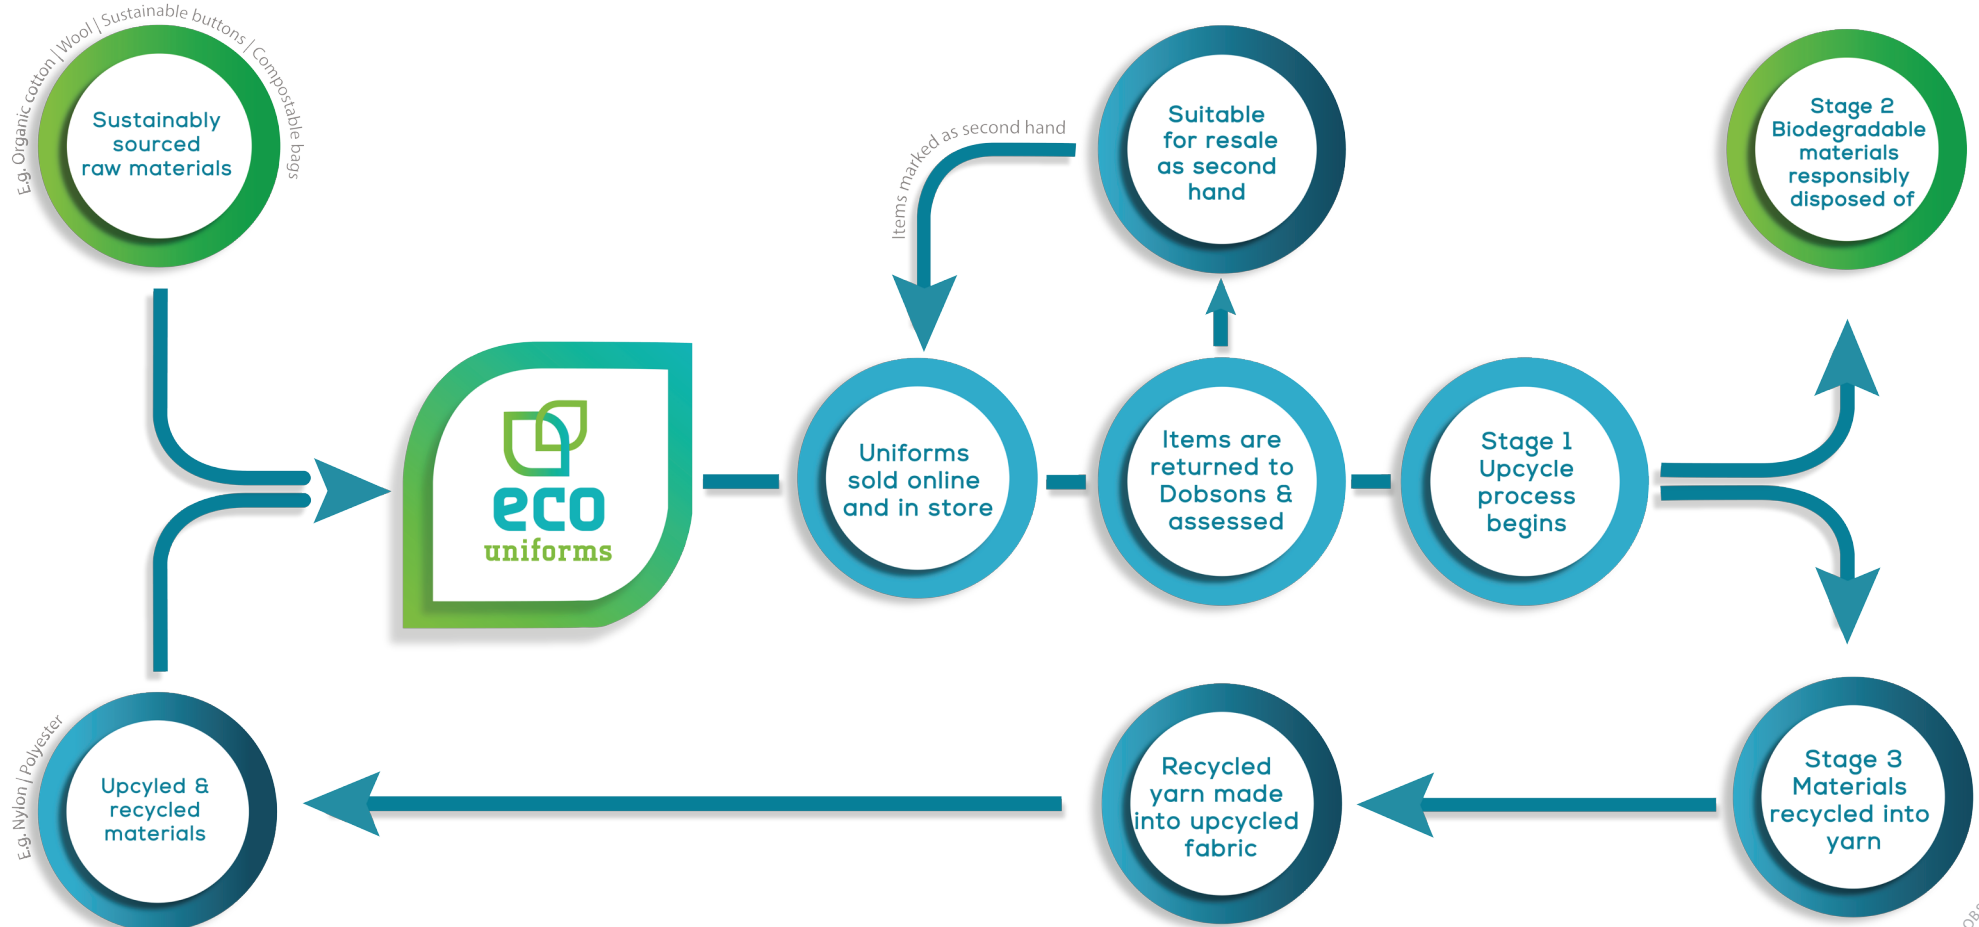 E.g. Organic cotton | Wool | Sustainable buttons | Compostable bags
Sustainably
sourced
raw materials
Items marked as second hand
Suitable
for resale
as second
hand
Stage 2
Biodegradable
materials
responsibly
disposed of
eco
uniforms
Uniforms
sold online
and in store
Items are
returned to
Dobsons &
assessed
Stage 1
Upcycle
process
begins
E.g. Nylon | Polyester
Upcyled &
recycled
materials
Recycled
yarn made
into upcycled
fabric
Stage 3
Materials
recycled into
yarn